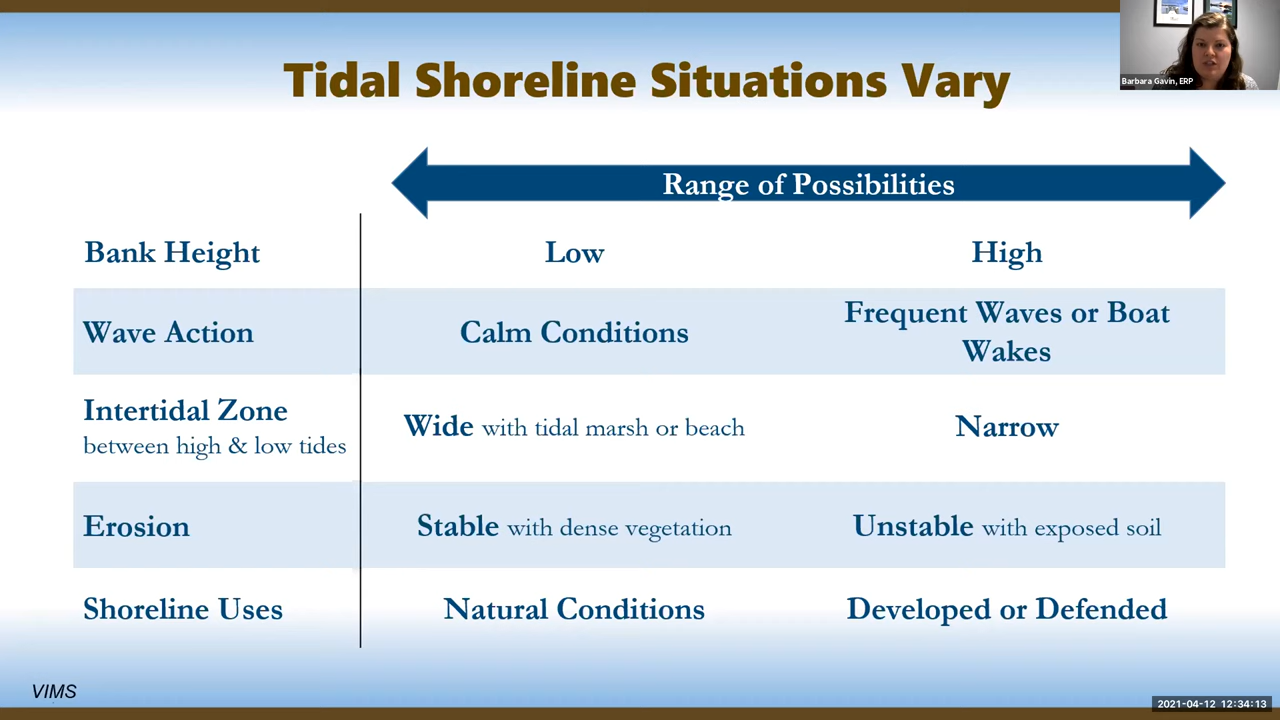 Tidal Shoreline Situations Vary
Barbara Gavin, ERP
Range of Possibilities
Bank Height Low High
Wave Action Calm Conditions Frequent Waves or Boat
Wakes
Intertidal Zone
between high & low tides Wide with tidal marsh or beach Narrow
Erosion Stable with dense vegetation Unstable with exposed soil
Shoreline Uses Natural Conditions Developed or Defended
VIMS
2021-04-12 12:34:13